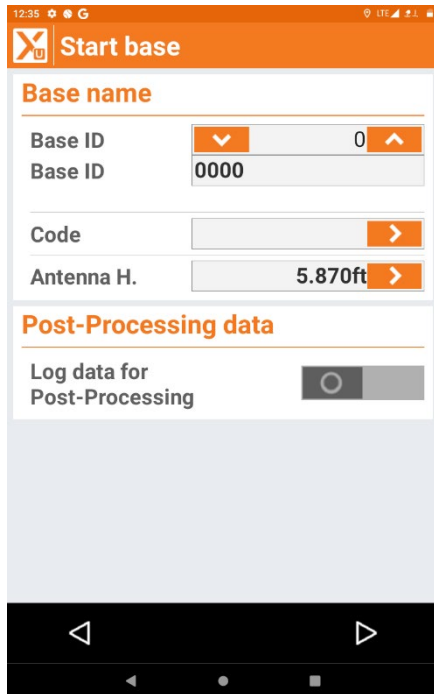 12:35 G LTE
XU Start base
Base name
Base ID 0
Base ID 0000
Code
Antenna H. 5.870ft
Post-Processing data
Log data for
Post-Processing